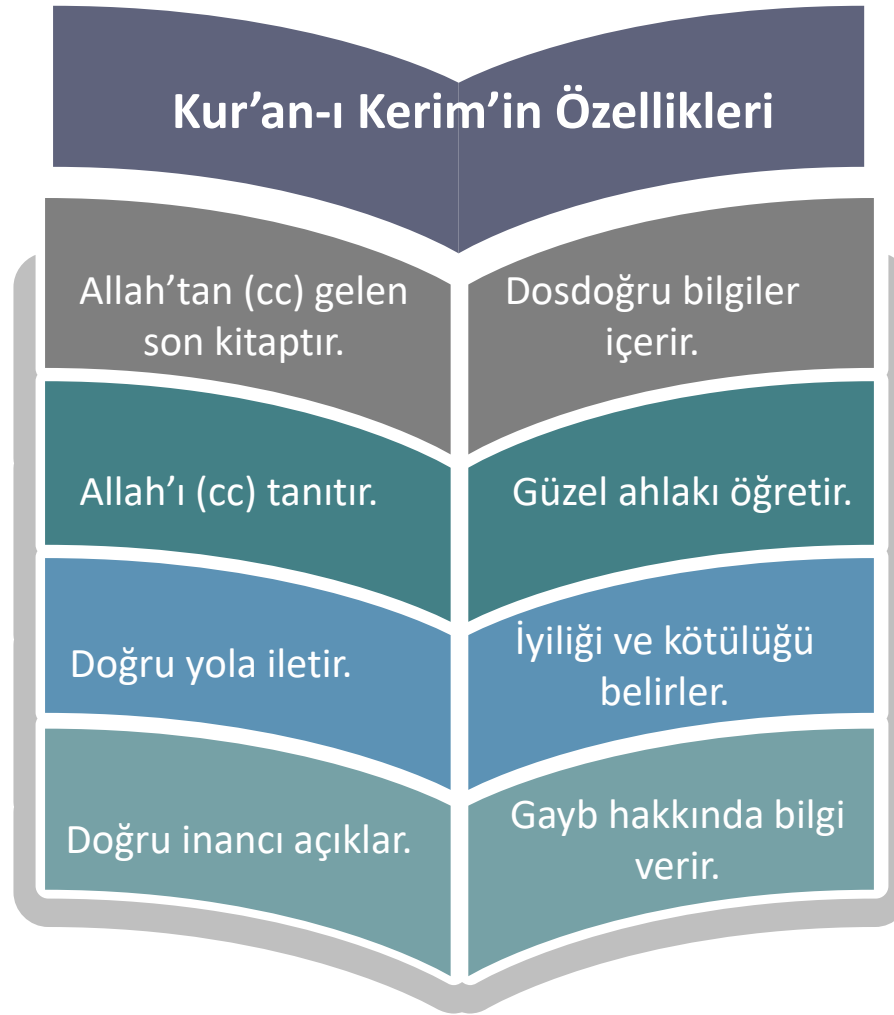 Kur’an-ı Kerim’in Özellikleri
Allah’tan (cc) gelen
son kitaptır.
Dosdoğru bilgiler
içerir.
Allah’ı (cc) tanıtır.
Güzel ahlakı öğretir.
Doğru yola iletir.
İyiliği ve kötülüğü
belirler.
Doğru inancı açıklar.
Gayb hakkında bilgi
verir.